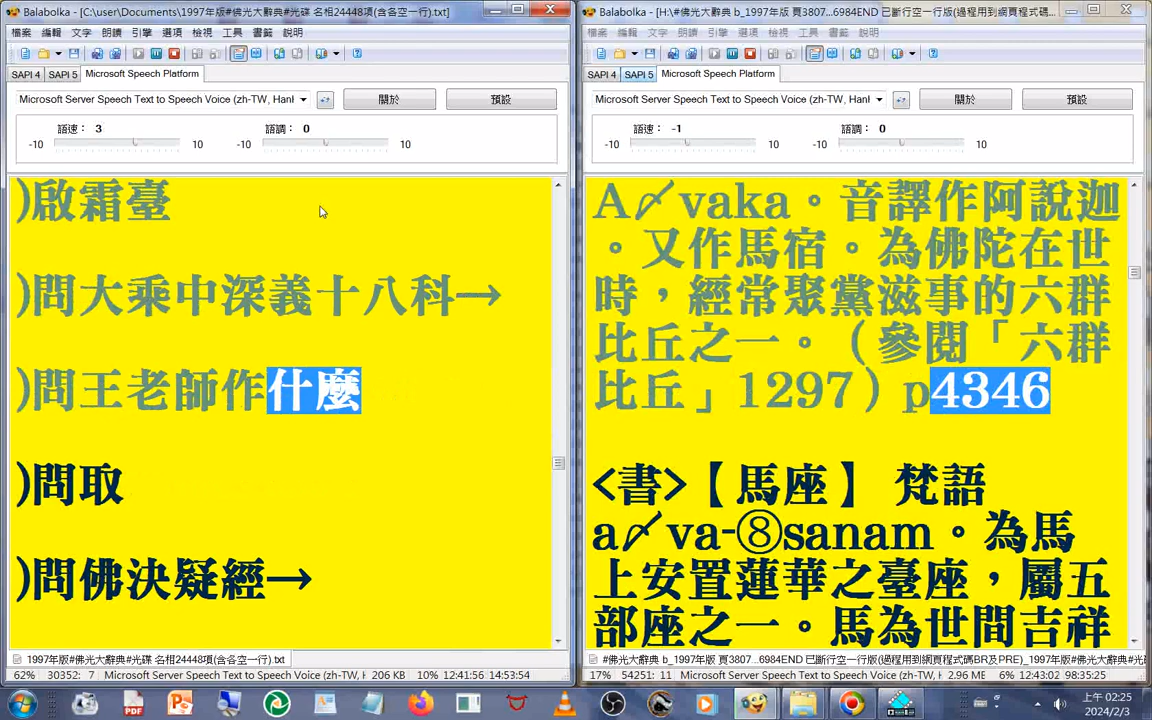 Balabolka - [C:\user\Documents\1997年版#佛光大辭典#光碟 名相24448項(含各空一行).txt]
檔案 編輯 文字 朗讀 引擎 選項 檢視 工具 書籤 說明
SAPI 4 SAPI 5 Microsoft Speech Platform
Microsoft Server Speech Text to Speech Voice (zh-TW, Hanl 關於 預設
語速： 3 語調： 0
-10 10 -10 10
)啟霜臺
)問大乘中深義十八科→
)問王老師作什麼
)問取
)問佛決疑經→
1997年版#佛光大辭典#光碟 名相24448項(含各空一行).txt
62% 30352: 7 Microsoft Server Speech Text to Speech Voice (zh-TW, H 206 KB 10% 12:41:56 14:53:54
Balabolka - [H:\#佛光大辭典 b_1997年版 頁3807...6984END 已斷行空一行版(過程用到網頁程式碼...
檔案 編輯 文字 朗讀 引擎 選項 檢視 工具 書籤 說明
SAPI 4 SAPI 5 Microsoft Speech Platform
Microsoft Server Speech Text to Speech Voice (zh-TW, Hanl 關於 預設
語速： -1 語調： 0
-10 10 -10 10
A〆vaka。音譯作阿說迦
。又作馬宿。為佛陀在世
時，經常聚黨滋事的六群
比丘之一。（參閱「六群
比丘」1297）p4346
<書>【馬座】 梵語
a〆va-⑧sanam。為馬
上安置蓮華之臺座，屬五
部座之一。馬為世間吉祥
#佛光大辭典 b_1997年版 頁3807...6984END 已斷行空一行版(過程用到網頁程式碼BR及PRE)_1997年版#光
17% 54251: 11 Microsoft Server Speech Text to Speech Voice (zh-TW, H 2.96 MB 6% 12:43:02 98:35:25
PDF
上午 02:25
2024/2/3